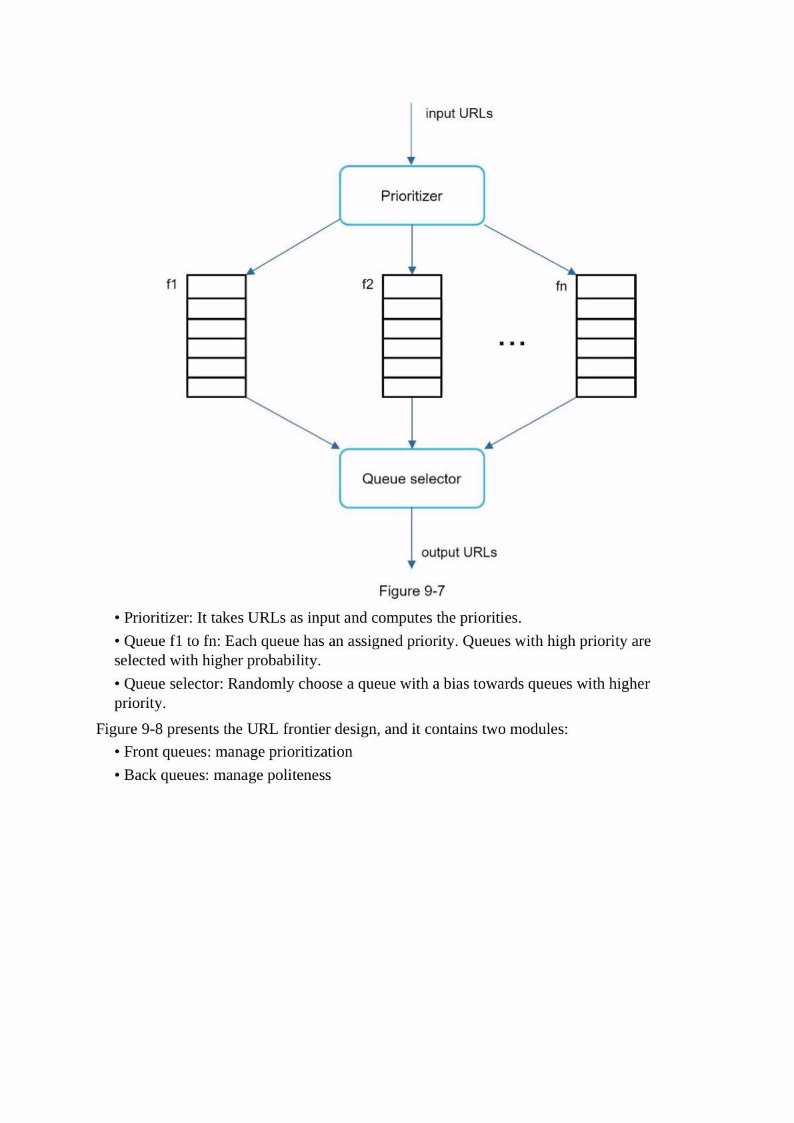 input URLs
Prioritizer
f1
f2
fn
...
Queue selector
output URLs
Figure 9-7
• Prioritizer: It takes URLs as input and computes the priorities.
• Queue f1 to fn: Each queue has an assigned priority. Queues with high priority are
selected with higher probability.
• Queue selector: Randomly choose a queue with a bias towards queues with higher
priority.
Figure 9-8 presents the URL frontier design, and it contains two modules:
• Front queues: manage prioritization
• Back queues: manage politeness